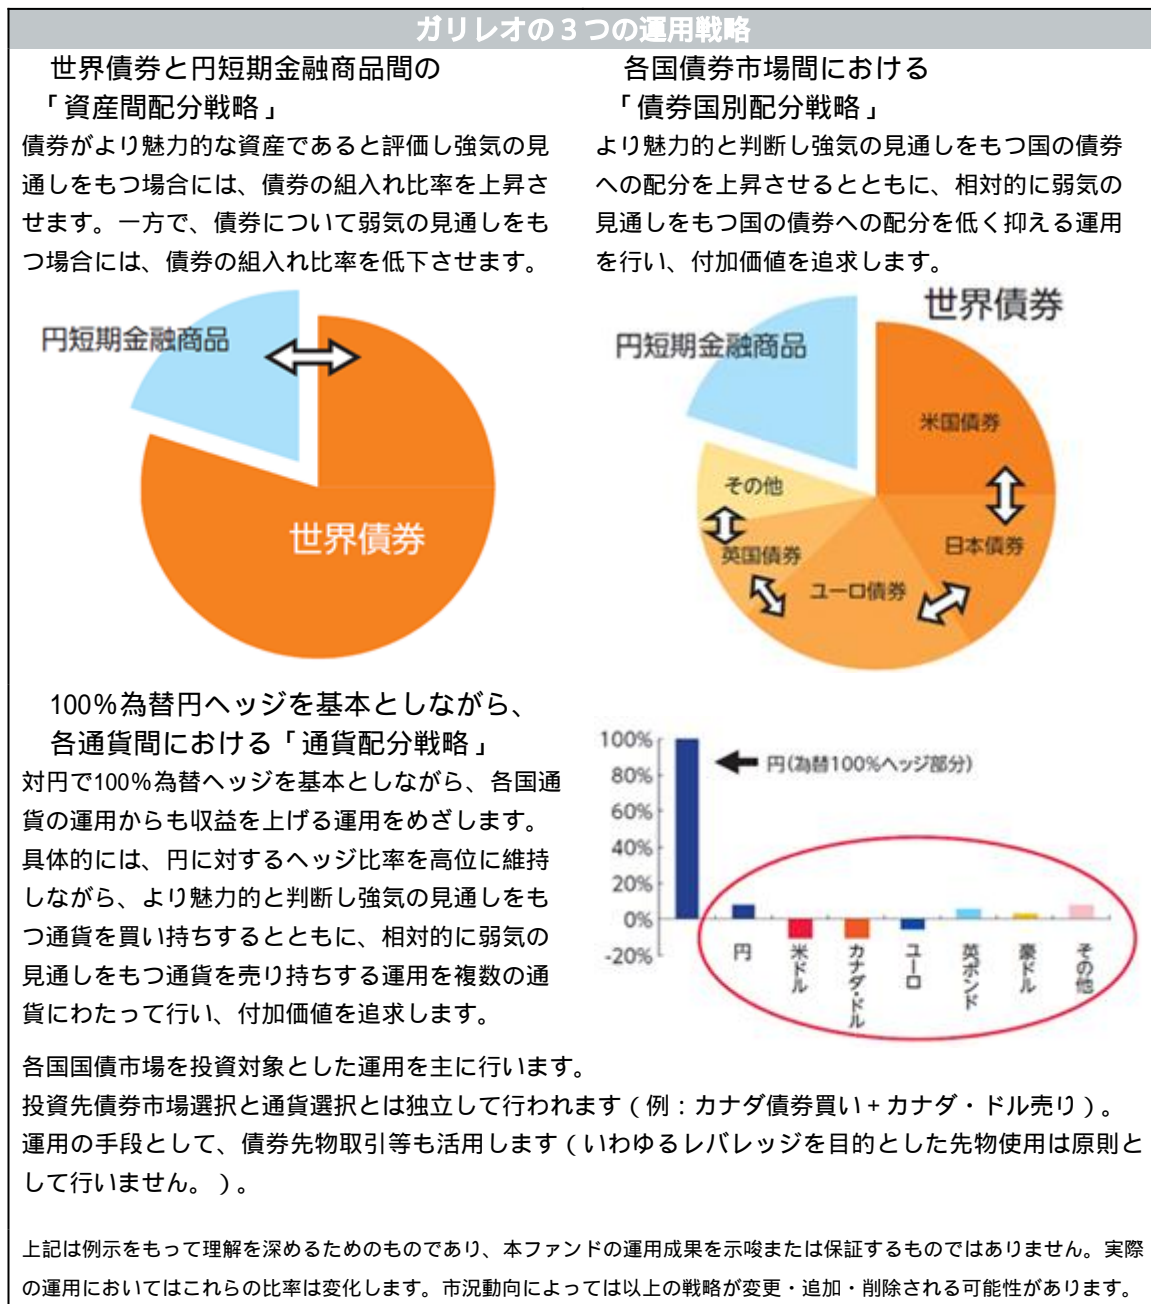 ガリレオの３つの運用戦略
世界債券と円短期金融商品間の
「資産間配分戦略」
債券がより魅力的な資産であると評価し強気の見
通しをもつ場合には、債券の組入れ比率を上昇さ
せます。一方で、債券について弱気の見通しをも
つ場合には、債券の組入れ比率を低下させます。
円短期金融商品
世界債券
各国債券市場間における
「債券国別配分戦略」
より魅力的と判断し強気の見通しをもつ国の債券
への配分を上昇させるとともに、相対的に弱気の
見通しをもつ国の債券への配分を低く抑える運用
を行い、付加価値を追求します。
世界債券
円短期金融商品
米国債券
その他
日本債券
英国債券
ユーロ債券
100％為替円ヘッジを基本としながら、
各通貨間における「通貨配分戦略」
対円で100％為替ヘッジを基本としながら、各国通
貨の運用からも収益を上げる運用をめざします。
具体的には、円に対するヘッジ比率を高位に維持
しながら、より魅力的と判断し強気の見通しをも
つ通貨を買い持ちするとともに、相対的に弱気の
見通しをもつ通貨を売り持ちする運用を複数の通
貨にわたって行い、付加価値を追求します。
100%
80%
60%
40%
20%
0%
-20%
円(為替100%ヘッジ部分)
円
米ドル
カナダ・ドル
ユーロ
英ポンド
豪ドル
その他
各国国債市場を投資対象とした運用を主に行います。
投資先債券市場選択と通貨選択とは独立して行われます（例：カナダ債券買い＋カナダ・ドル売り）。
運用の手段として、債券先物取引等も活用します（いわゆるレバレッジを目的とした先物使用は原則と
して行いません。）。
上記は例示をもって理解を深めるためのものであり、本ファンドの運用成果を示唆または保証するものではありません。実際
の運用においてはこれらの比率は変化します。市況動向によっては以上の戦略が変更・追加・削除される可能性があります。